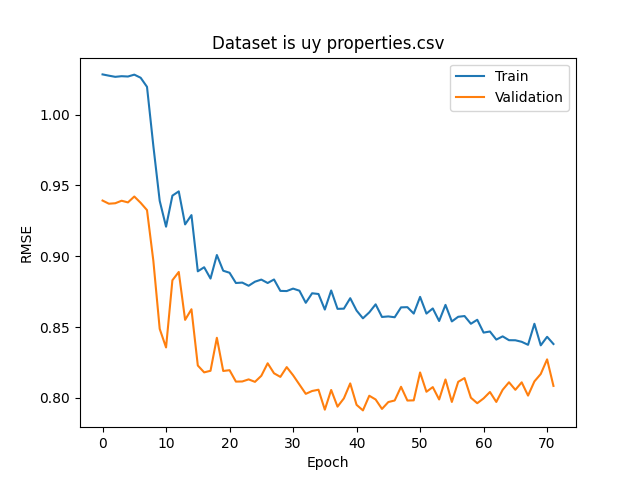 Dataset is uy properties.csv
Train
Validation
1.00
0.95
0.90
0.85
0.80
RMSE
0 10 20 30 40 50 60 70
Epoch